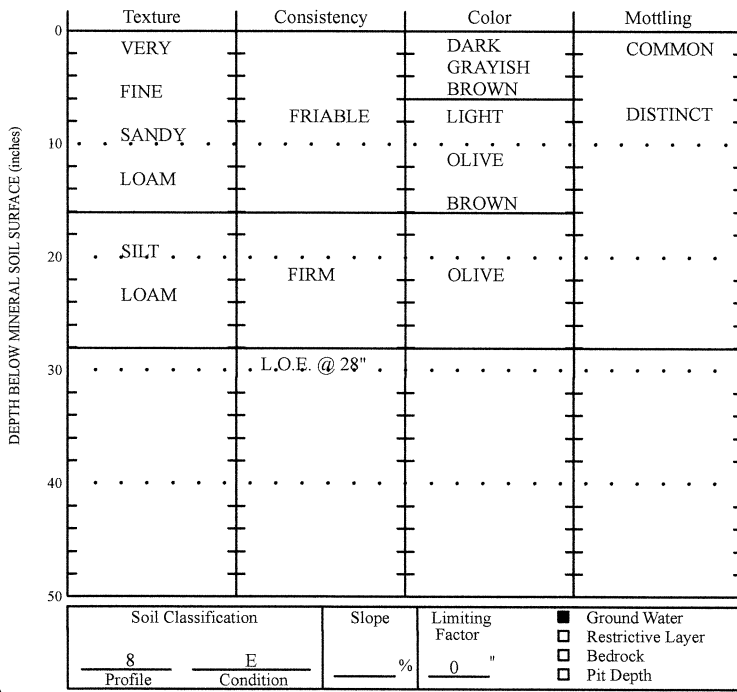 Texture Consistency Color Mottling
DEPTH BELOW MINERAL SOIL SURFACE (inches)
0
VERY DARK COMMON
GRAYISH
FINE BROWN
FRIABLE LIGHT DISTINCT
SANDY
10
OLIVE
LOAM
BROWN
SILT
20
FIRM OLIVE
LOAM
L.O.E. @ 28"
30
40
50
Soil Classification Slope Limiting Factor ■ Ground Water
□ Restrictive Layer
8 E % 0 " □ Bedrock
Profile Condition □ Pit Depth